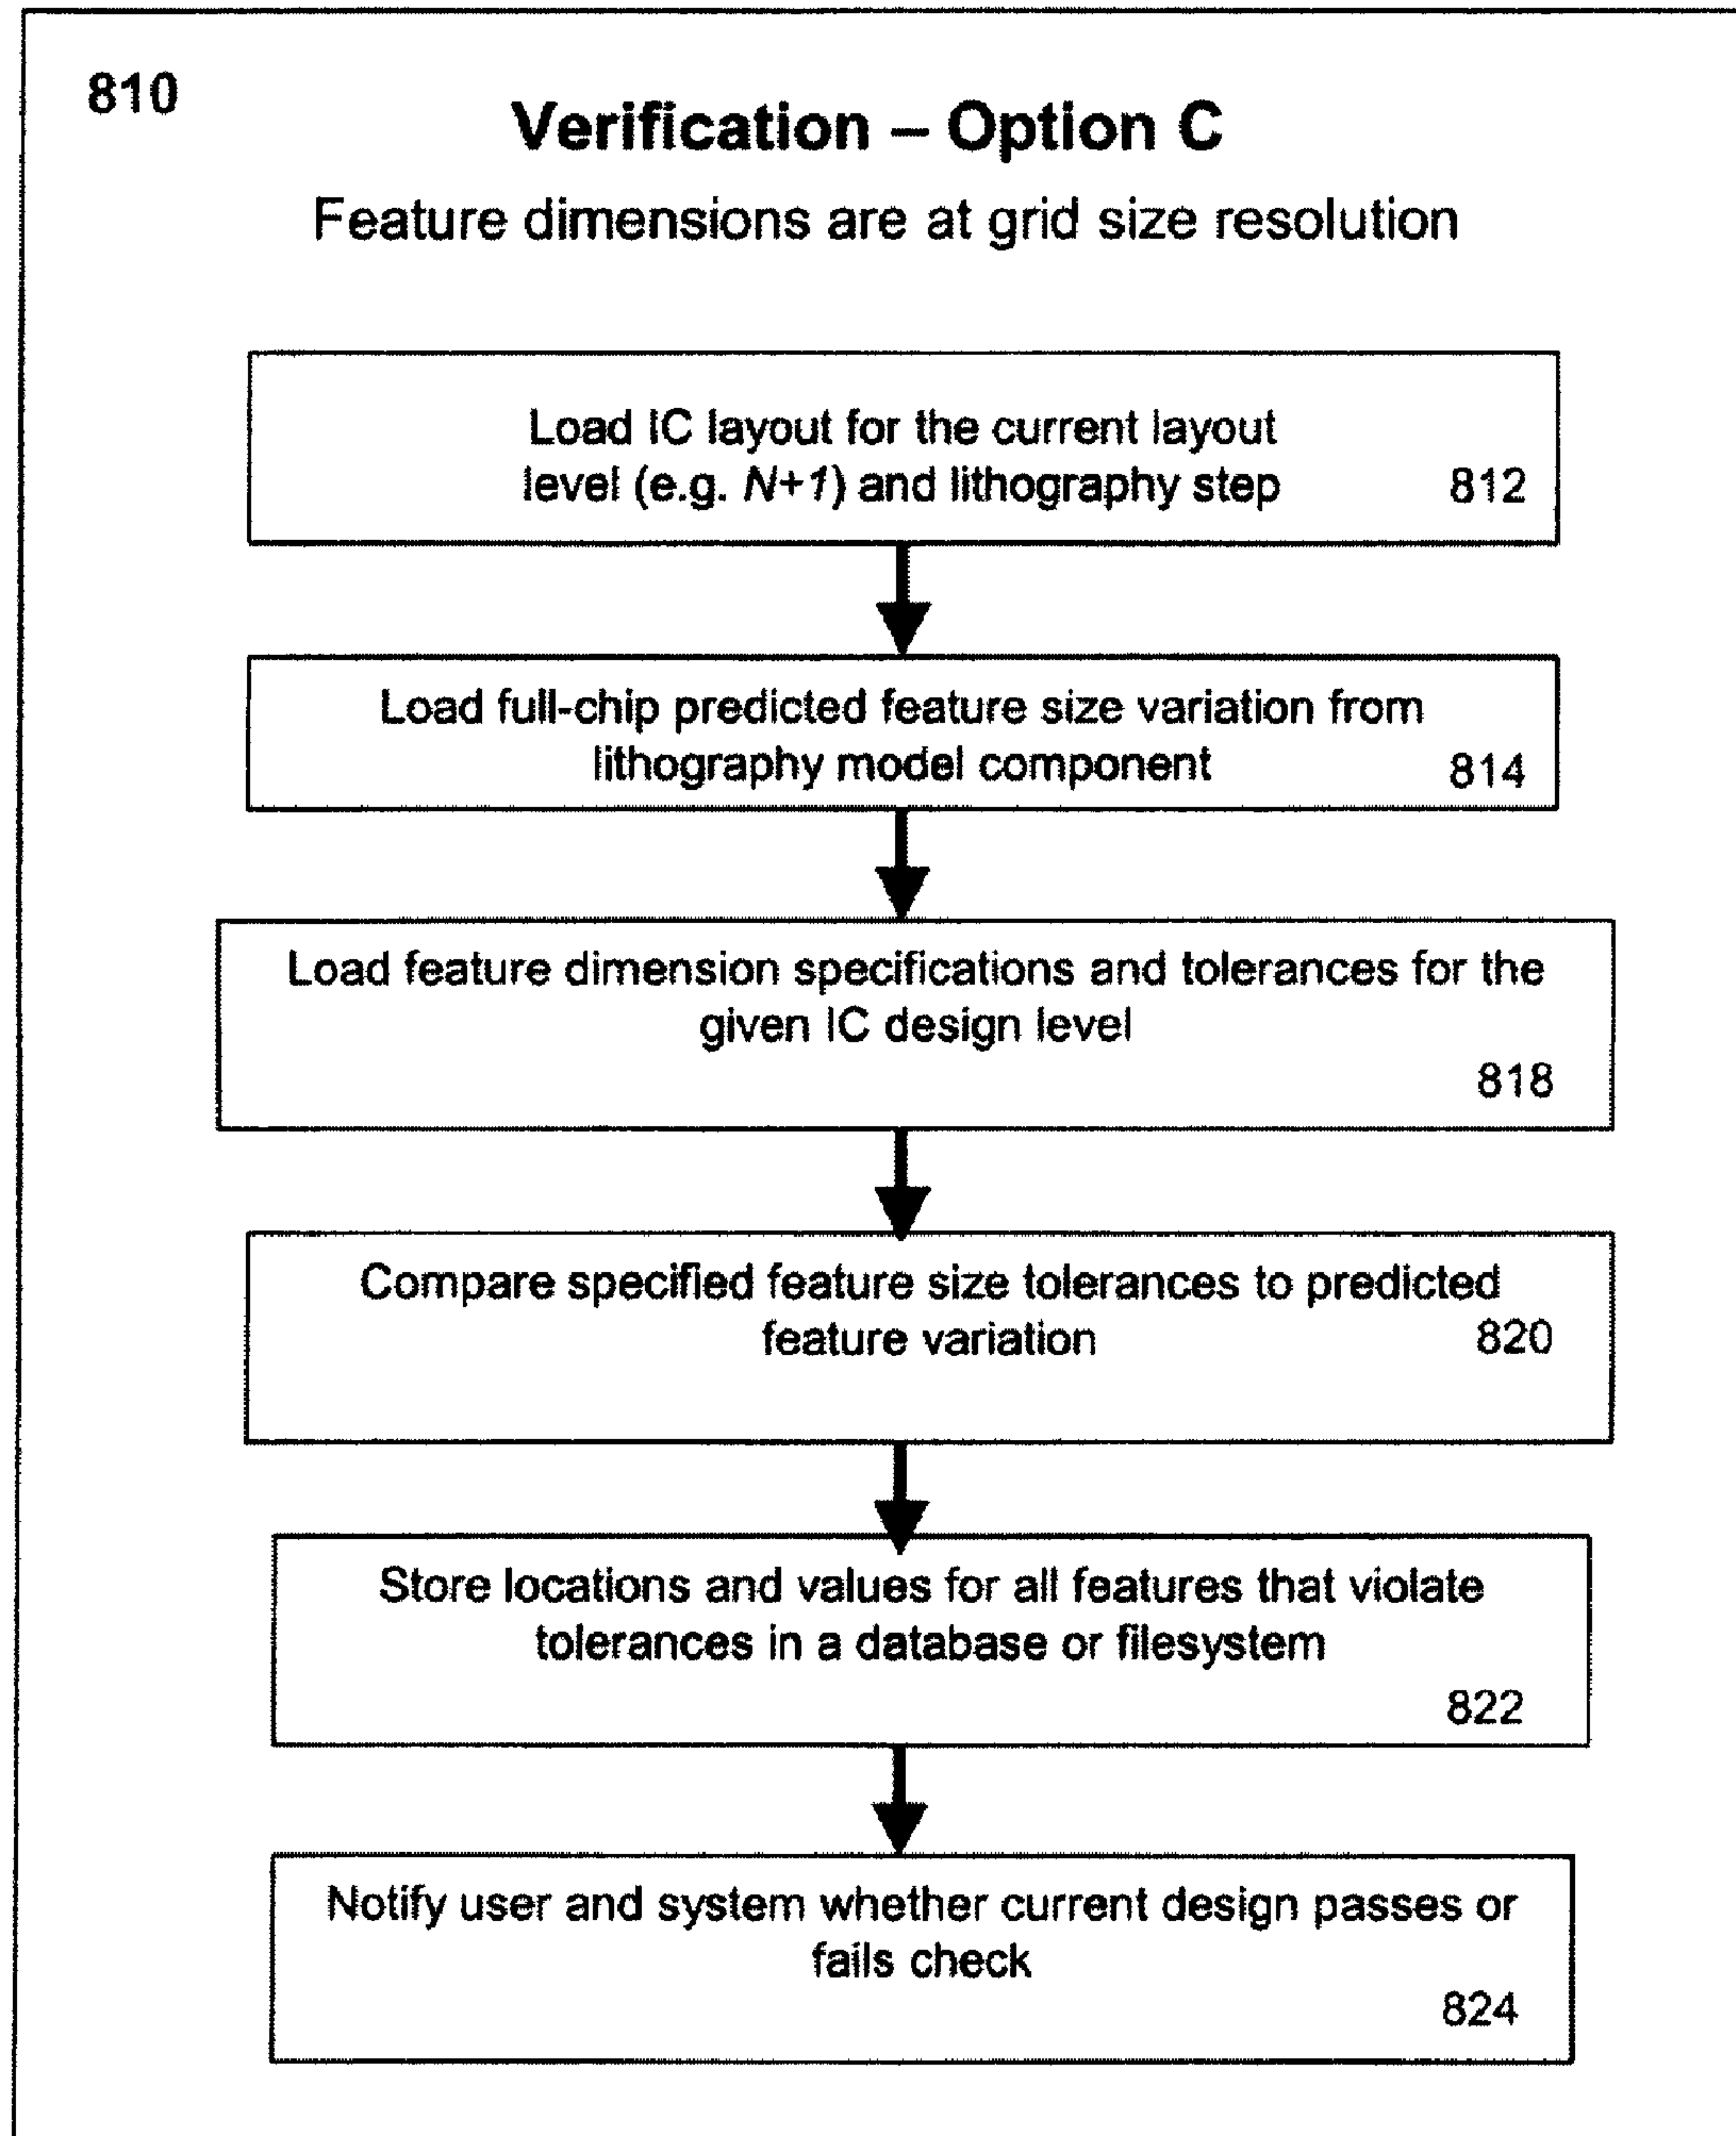 810
Verification – Option C
Feature dimensions are at grid size resolution
Load IC layout for the current layout
level (e.g. N+1) and lithography step
812
Load full-chip predicted feature size variation from
lithography model component
814
Load feature dimension specifications and tolerances for the
given IC design level
818
Compare specified feature size tolerances to predicted
feature variation
820
Store locations and values for all features that violate
tolerances in a database or filesystem
822
Notify user and system whether current design passes or
fails check
824